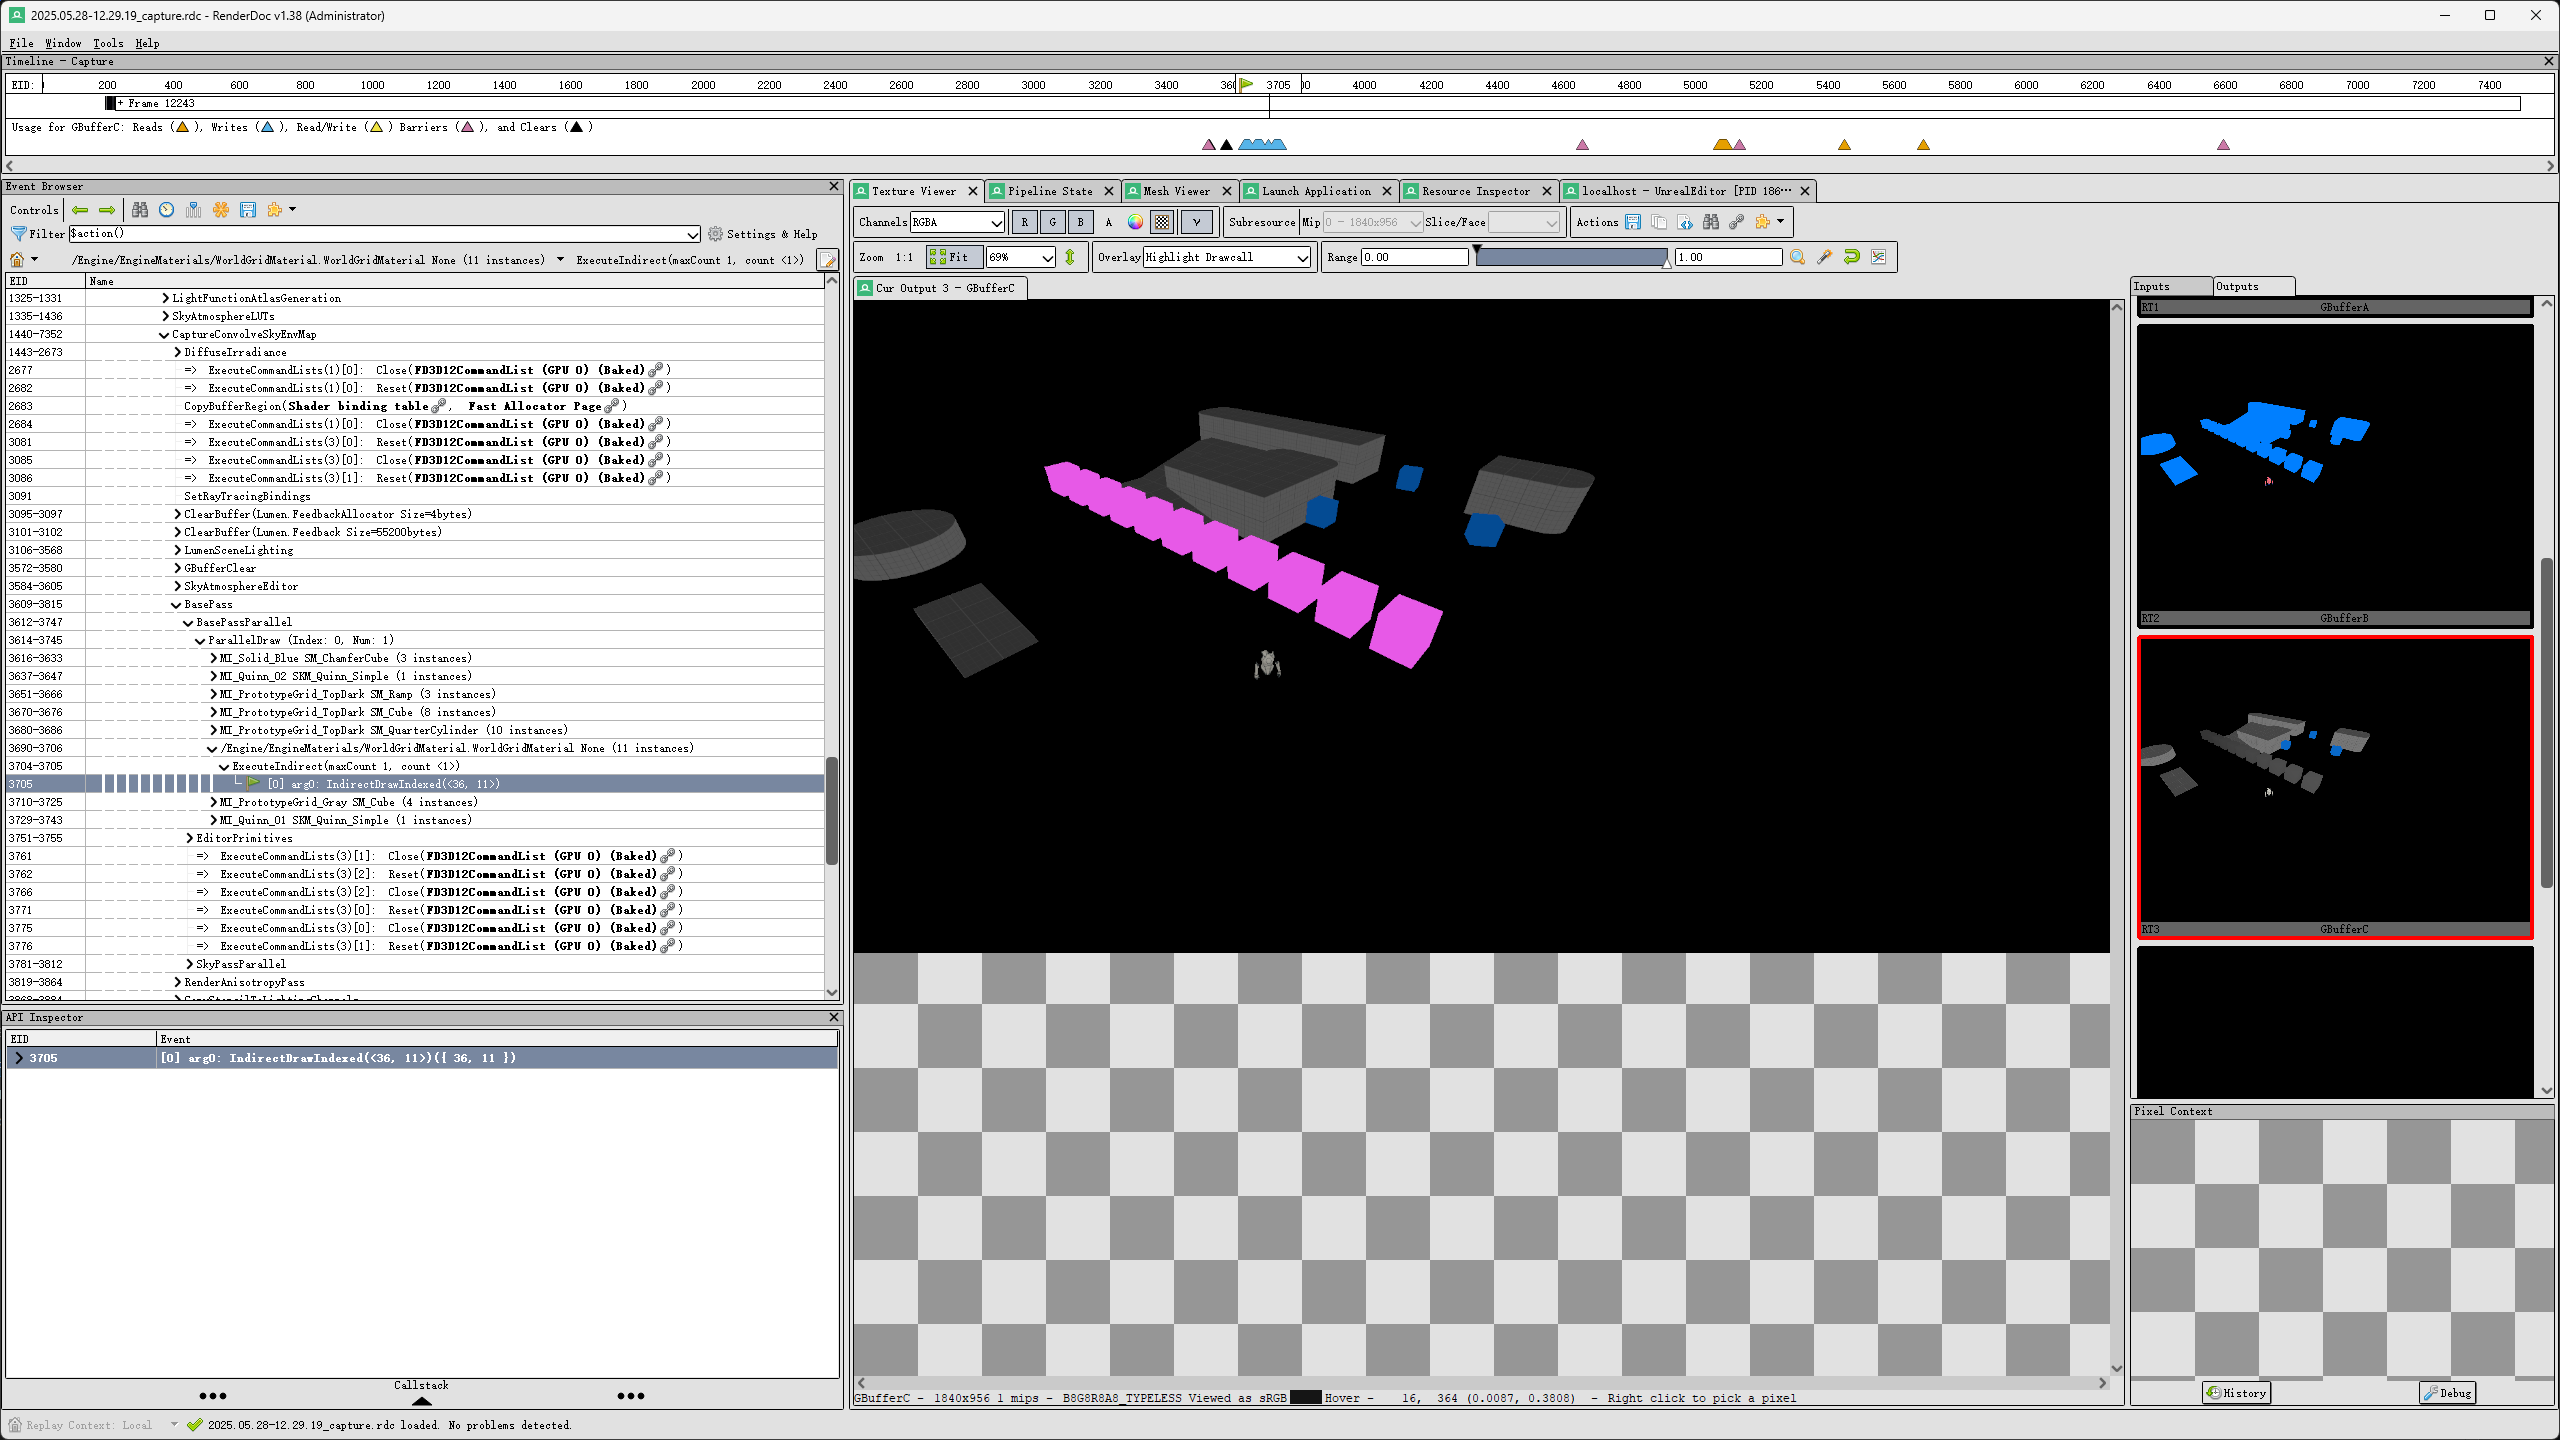 2025.05.28-12.29.19_capture.rdc - RenderDoc v1.38 (Administrator)
File Window Tools Help
Timeline - Capture
EID: 200 400 600 800 1000 1200 1400 1600 1800 2000 2200 2400 2600 2800 3000 3200 3400 3705 4000 4200 4400 4600 4800 5000 5200 5400 5600 5800 6000 6200 6400 6600 6800 7000 7200 7400
+ Frame 12243
Usage for GBufferC: Reads ( ), Writes ( ), Read/Write ( ) Barriers ( ), and Clears ( )
Event Browser
Controls
Filter $action() Settings & Help
/Engine/EngineMaterials/WorldGridMaterial.WorldGridMaterial None (11 instances) ExecuteIndirect(maxCount 1, count <1>)
EID Name
1325-1331 LightFunctionAtlasGeneration
1335-1436 SkyAtmosphereLUTs
1440-7352 CaptureConvolveSkyEnvMap
1443-2673 DiffuseIrradiance
2677 => ExecuteCommandLists(1)[0]: Close(FD3D12CommandList (GPU 0) (Baked) )
2682 => ExecuteCommandLists(1)[0]: Reset(FD3D12CommandList (GPU 0) (Baked) )
2683 CopyBufferRegion(Shader binding table , Fast Allocator Page )
2684 => ExecuteCommandLists(1)[0]: Close(FD3D12CommandList (GPU 0) (Baked) )
3081 => ExecuteCommandLists(3)[0]: Reset(FD3D12CommandList (GPU 0) (Baked) )
3085 => ExecuteCommandLists(3)[0]: Close(FD3D12CommandList (GPU 0) (Baked) )
3086 => ExecuteCommandLists(3)[1]: Reset(FD3D12CommandList (GPU 0) (Baked) )
3091 SetRayTracingBindings
3095-3097 ClearBuffer(Lumen.FeedbackAllocator Size=4bytes)
3101-3102 ClearBuffer(Lumen.Feedback Size=55200bytes)
3106-3568 LumenSceneLighting
3572-3580 GBufferClear
3584-3605 SkyAtmosphereEditor
3609-3815 BasePass
3612-3747 BasePassParallel
3614-3745 ParallelDraw (Index: 0, Num: 1)
3616-3633 MI_Solid_Blue SM_ChamferCube (3 instances)
3637-3647 MI_Quinn_02 SKM_Quinn_Simple (1 instances)
3651-3666 MI_PrototypeGrid_TopDark SM_Ramp (3 instances)
3670-3676 MI_PrototypeGrid_TopDark SM_Cube (8 instances)
3680-3686 MI_PrototypeGrid_TopDark SM_QuarterCylinder (10 instances)
3690-3706 /Engine/EngineMaterials/WorldGridMaterial.WorldGridMaterial None (11 instances)
3704-3705 ExecuteIndirect(maxCount 1, count <1>)
3705 [0] arg0: IndirectDrawIndexed(<36, 11>)
3710-3725 MI_PrototypeGrid_Gray SM_Cube (4 instances)
3729-3743 MI_Quinn_01 SKM_Quinn_Simple (1 instances)
3751-3755 EditorPrimitives
3761 => ExecuteCommandLists(3)[1]: Close(FD3D12CommandList (GPU 0) (Baked) )
3762 => ExecuteCommandLists(3)[2]: Reset(FD3D12CommandList (GPU 0) (Baked) )
3766 => ExecuteCommandLists(3)[2]: Close(FD3D12CommandList (GPU 0) (Baked) )
3771 => ExecuteCommandLists(3)[0]: Reset(FD3D12CommandList (GPU 0) (Baked) )
3775 => ExecuteCommandLists(3)[0]: Close(FD3D12CommandList (GPU 0) (Baked) )
3776 => ExecuteCommandLists(3)[1]: Reset(FD3D12CommandList (GPU 0) (Baked) )
3781-3812 SkyPassParallel
3819-3864 RenderAnisotropyPass
API Inspector
EID Event
3705 [0] arg0: IndirectDrawIndexed(<36, 11>)({ 36, 11 })
Callstack
Replay Context: Local 2025.05.28-12.29.19_capture.rdc loaded. No problems detected.
Texture Viewer Pipeline State Mesh Viewer Launch Application Resource Inspector localhost - UnrealEditor [PID 186···
Channels RGBA R G B A γ Subresource Mip 0 - 1840x956 Slice/Face Actions
Zoom 1:1 Fit 69% Overlay Highlight Drawcall Range 0.00 1.00
Cur Output 3 - GBufferC
Inputs Outputs
RT1 GBufferA
RT2 GBufferB
RT3 GBufferC
Pixel Context
History Debug
GBufferC - 1840x956 1 mips - B8G8R8A8_TYPELESS Viewed as sRGB Hover - 16, 364 (0.0087, 0.3808) - Right click to pick a pixel